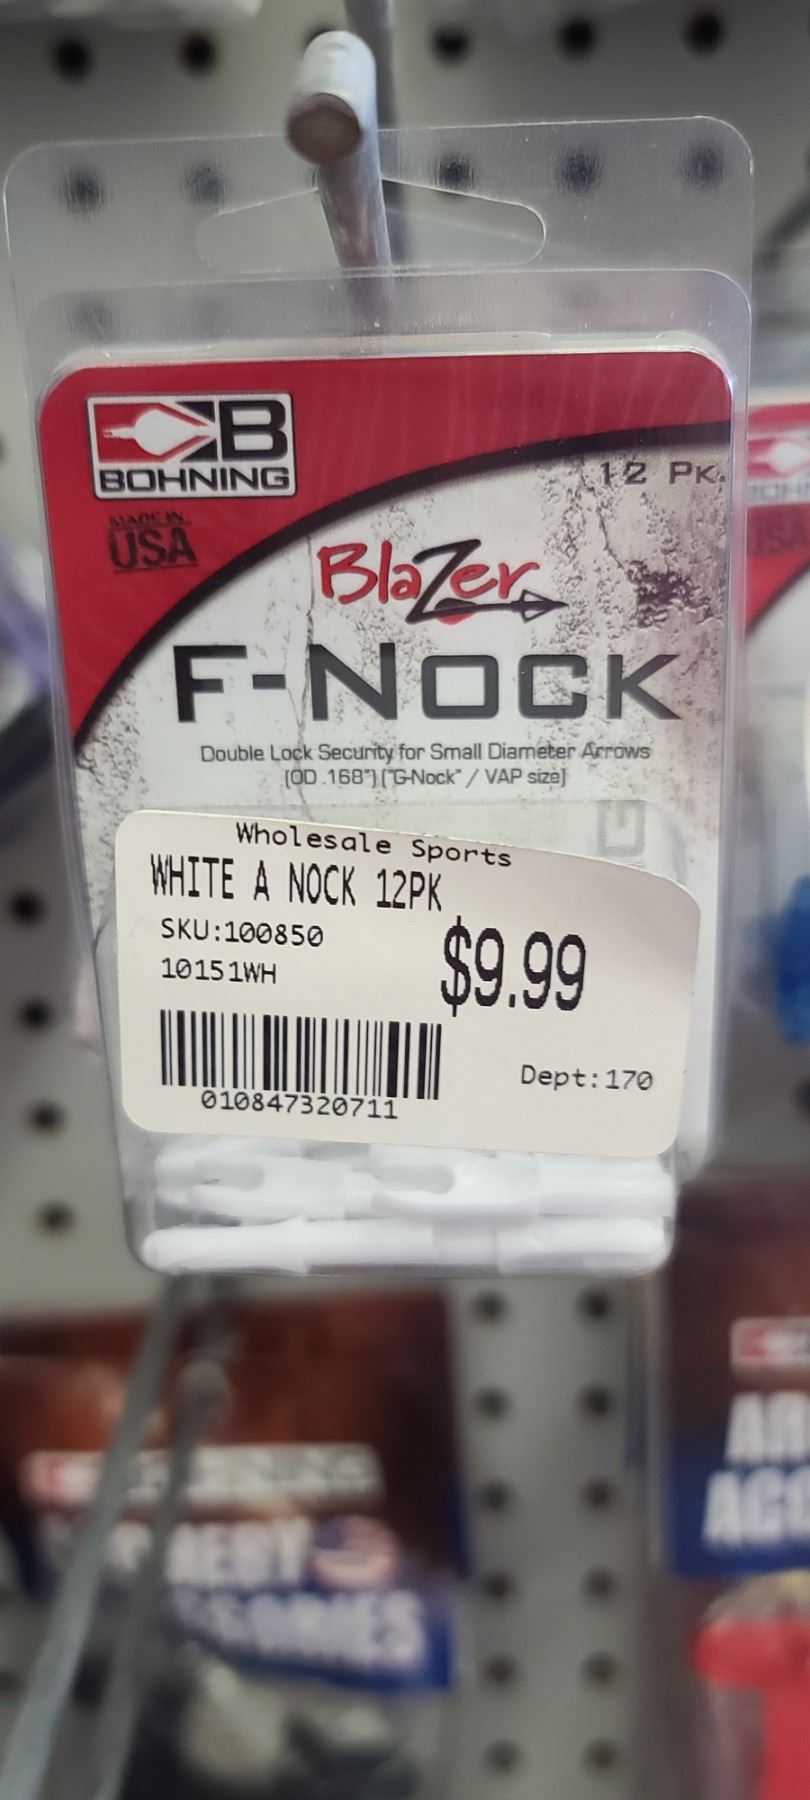 B
BOHNING
MADE IN
USA
12 PK.
BlaZer
F-NOCK
Double Lock Security for Small Diameter Arrows
(OD .168") ("G-Nock" / VAP size)
Wholesale Sports
WHITE A NOCK 12PK
SKU:100850
10151WH
$9.99
Dept:170
010847320711